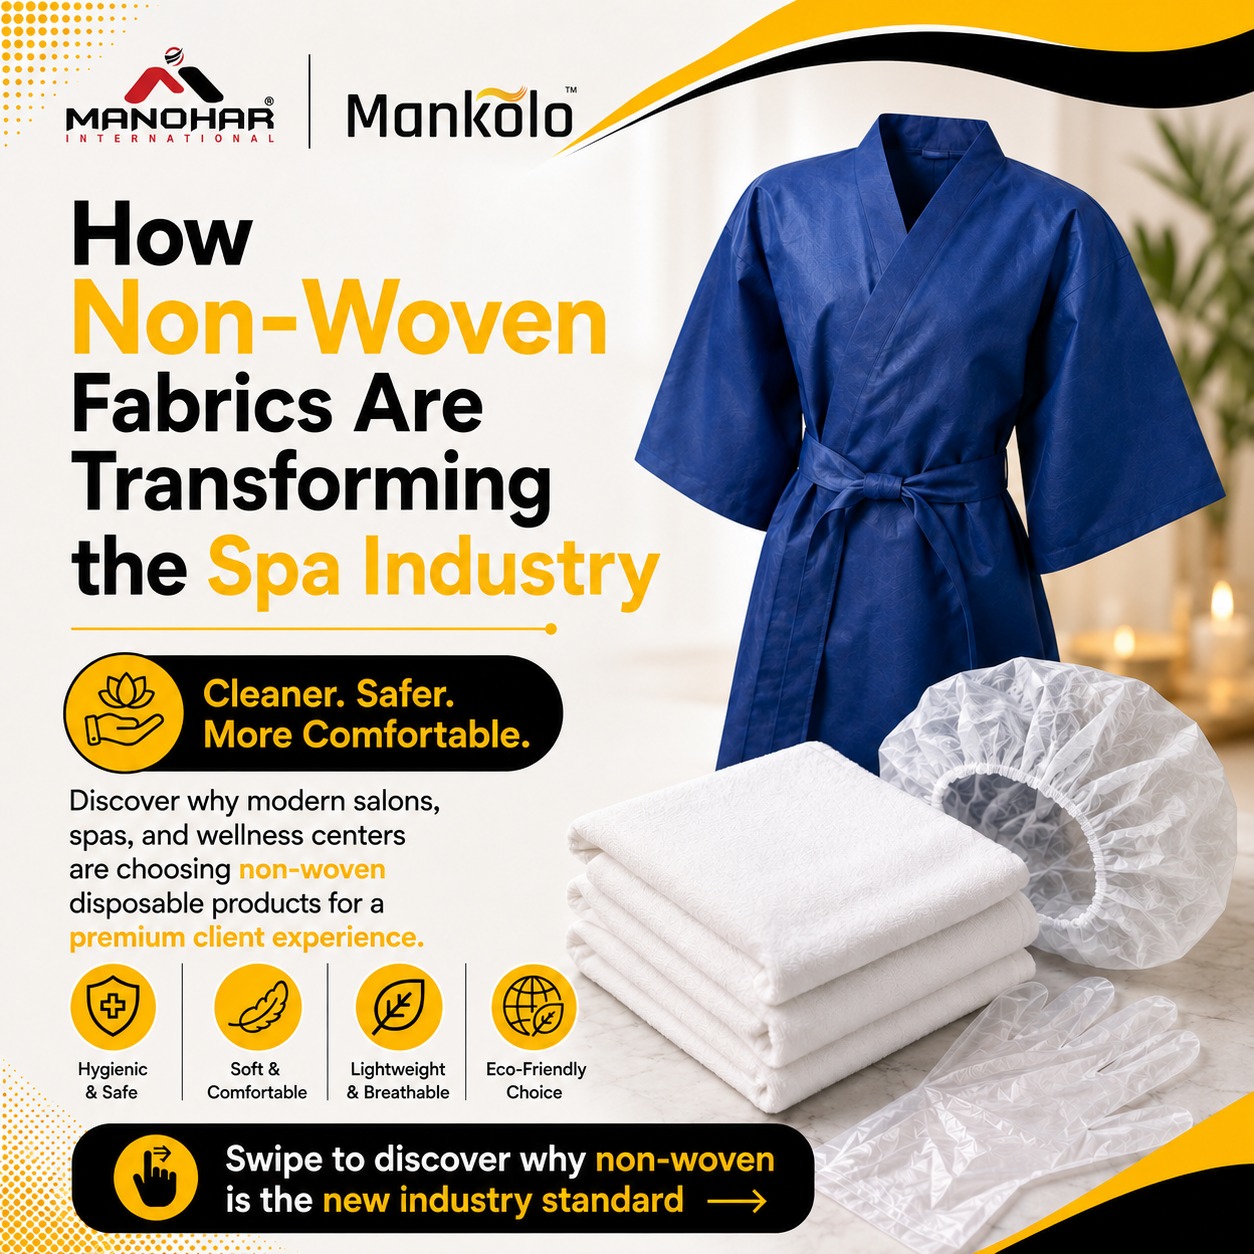 MANOHAR®
INTERNATIONAL
Mankolo™
How
Non-Woven
Fabrics Are
Transforming
the Spa Industry
Cleaner. Safer.
More Comfortable.
Discover why modern salons,
spas, and wellness centers
are choosing non-woven
disposable products for a
premium client experience.
Hygienic
& Safe
Soft &
Comfortable
Lightweight
& Breathable
Eco-Friendly
Choice
Swipe to discover why non-woven
is the new industry standard